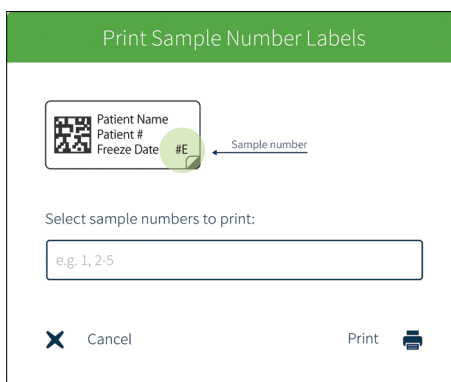 Print Sample Number Labels
Patient Name
Patient #
Freeze Date #E
Sample number
Select sample numbers to print:
e.g. 1, 2-5
Cancel Print